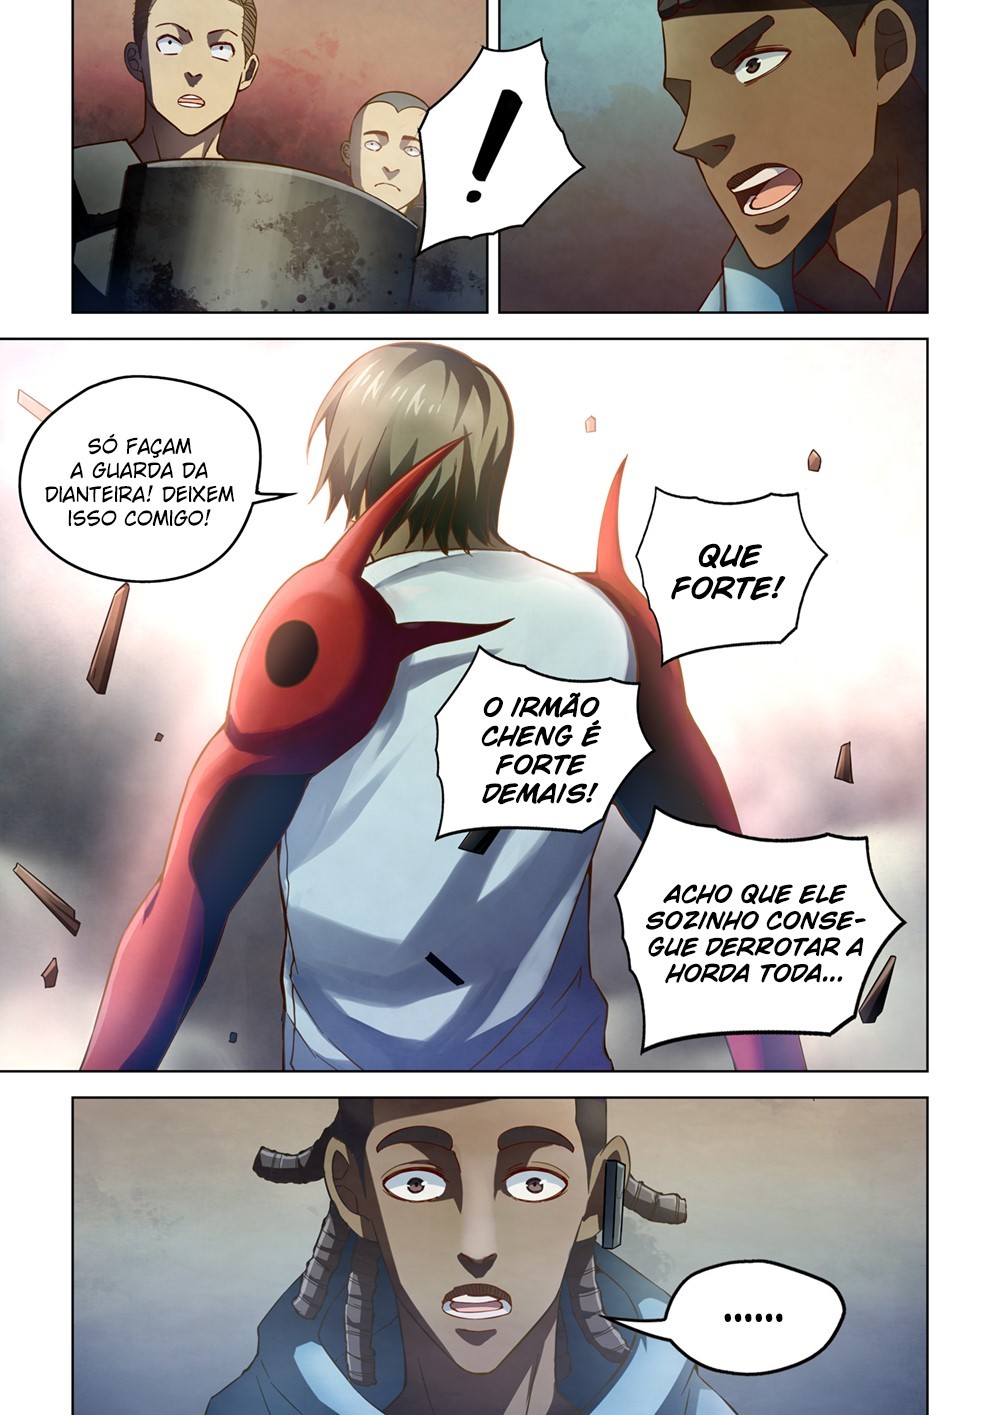 !
SÓ FAÇAM
A GUARDA DA
DIANTEIRA! DEIXEM
ISSO COMIGO!
QUE
FORTE!
O IRMÃO
CHENG É
FORTE
DEMAIS!
ACHO QUE ELE
SOZINHO CONSE-
GUE DERROTAR A
HORDA TODA...
......